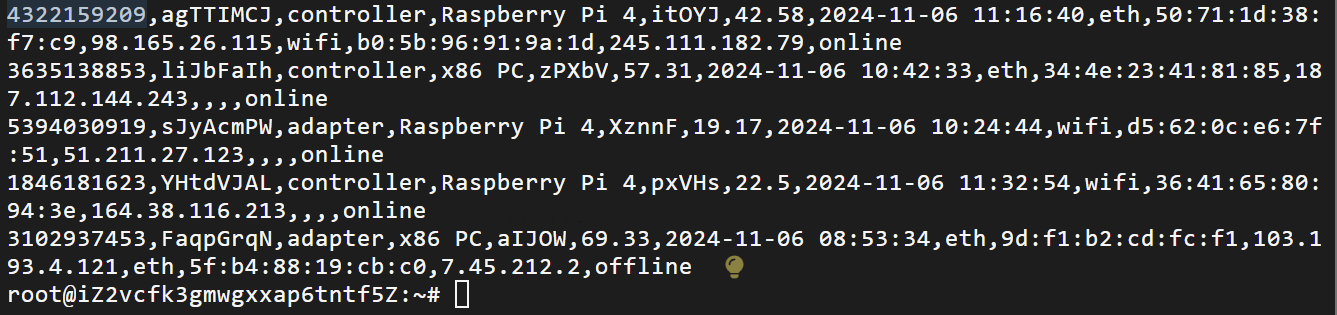 4322159209,agTTIMCJ,controller,Raspberry Pi 4,itOYJ,42.58,2024-11-06 11:16:40,eth,50:71:1d:38:
f7:c9,98.165.26.115,wifi,b0:5b:96:91:9a:1d,245.111.182.79,online
3635138853,liJbFaIh,controller,x86 PC,zPXbV,57.31,2024-11-06 10:42:33,eth,34:4e:23:41:81:85,18
7.112.144.243,,,,online
5394030919,sJyAcmPW,adapter,Raspberry Pi 4,XznnF,19.17,2024-11-06 10:24:44,wifi,d5:62:0c:e6:7f
:51,51.211.27.123,,,,online
1846181623,YHtdVJAL,controller,Raspberry Pi 4,pxVHs,22.5,2024-11-06 11:32:54,wifi,36:41:65:80:
94:3e,164.38.116.213,,,,online
3102937453,FaqpGrqN,adapter,x86 PC,aIJOW,69.33,2024-11-06 08:53:34,eth,9d:f1:b2:cd:fc:f1,103.1
93.4.121,eth,5f:b4:88:19:cb:c0,7.45.212.2,offline
root@iZ2vcfk3gmwgxxap6tntf5Z:~#